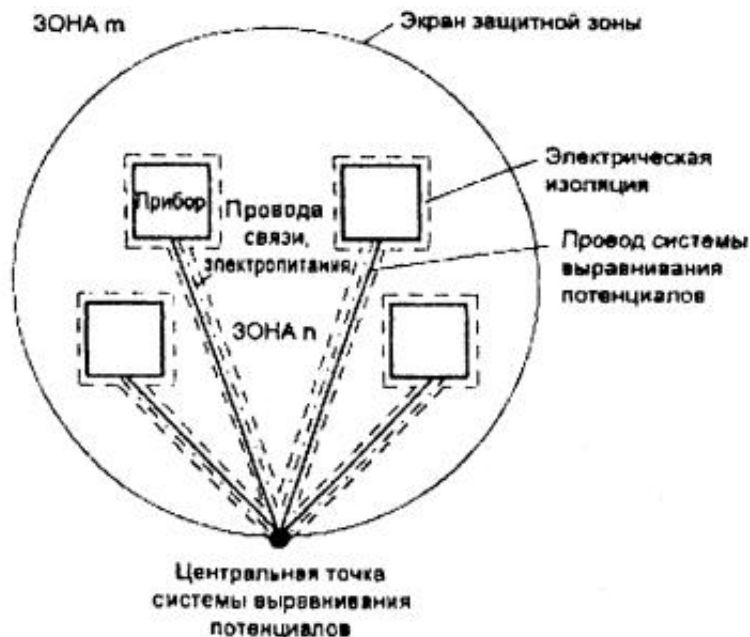 ЗОНА m
Экран защитной зоны
Электрическая
изоляция
Прибор
Провода
связи,
электропитания
Провод системы
выравнивания
потенциалов
ЗОНА n
Центральная точка
системы выравнивания
потенциалов